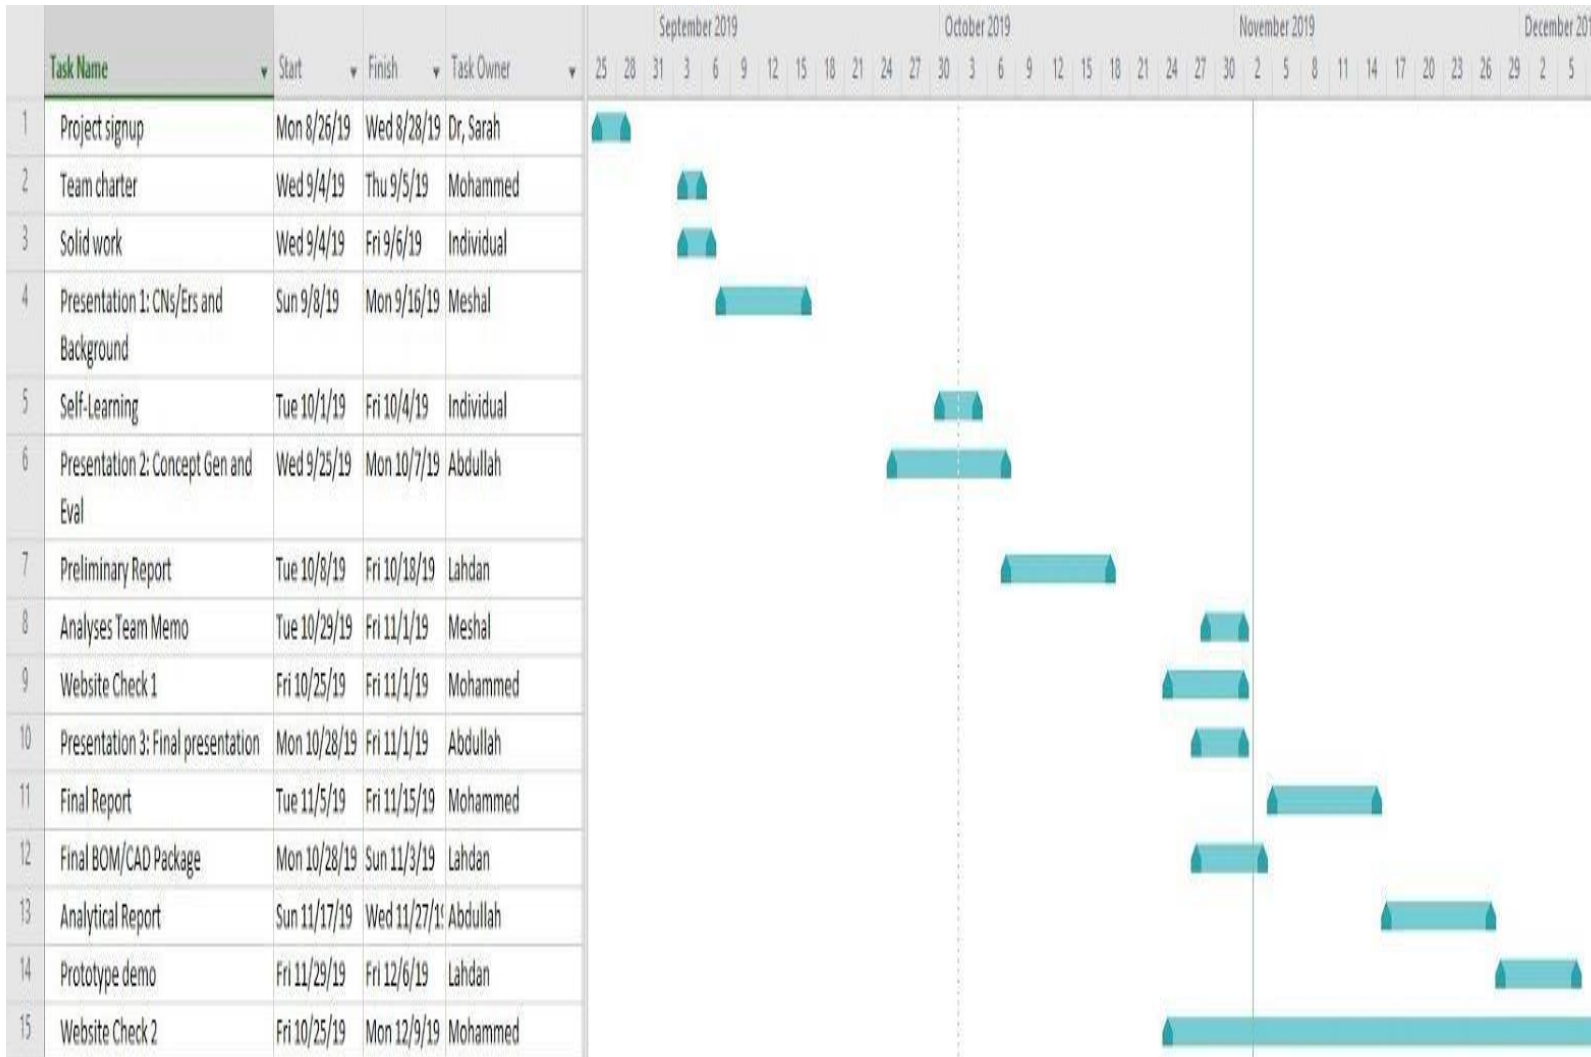 September 2019 October 2019 November 2019 December 201
Task Name Start Finish Task Owner 25 28 31 3 6 9 12 15 18 21 24 27 30 3 6 9 12 15 18 21 24 27 30 2 5 8 11 14 17 20 23 26 29 2 5
1 Project signup Mon 8/26/19 Wed 8/28/19 Dr, Sarah
2 Team charter Wed 9/4/19 Thu 9/5/19 Mohammed
3 Solid work Wed 9/4/19 Fri 9/6/19 Individual
4 Presentation 1: CNs/Ers and Sun 9/8/19 Mon 9/16/19 Meshal
Background
5 Self-Learning Tue 10/1/19 Fri 10/4/19 Individual
6 Presentation 2: Concept Gen and Wed 9/25/19 Mon 10/7/19 Abdullah
Eval
7 Preliminary Report Tue 10/8/19 Fri 10/18/19 Lahdan
8 Analyses Team Memo Tue 10/29/19 Fri 11/1/19 Meshal
9 Website Check 1 Fri 10/25/19 Fri 11/1/19 Mohammed
10 Presentation 3: Final presentation Mon 10/28/19 Fri 11/1/19 Abdullah
11 Final Report Tue 11/5/19 Fri 11/15/19 Mohammed
12 Final BOM/CAD Package Mon 10/28/19 Sun 11/3/19 Lahdan
13 Analytical Report Sun 11/17/19 Wed 11/27/19 Abdullah
14 Prototype demo Fri 11/29/19 Fri 12/6/19 Lahdan
15 Website Check 2 Fri 10/25/19 Mon 12/9/19 Mohammed